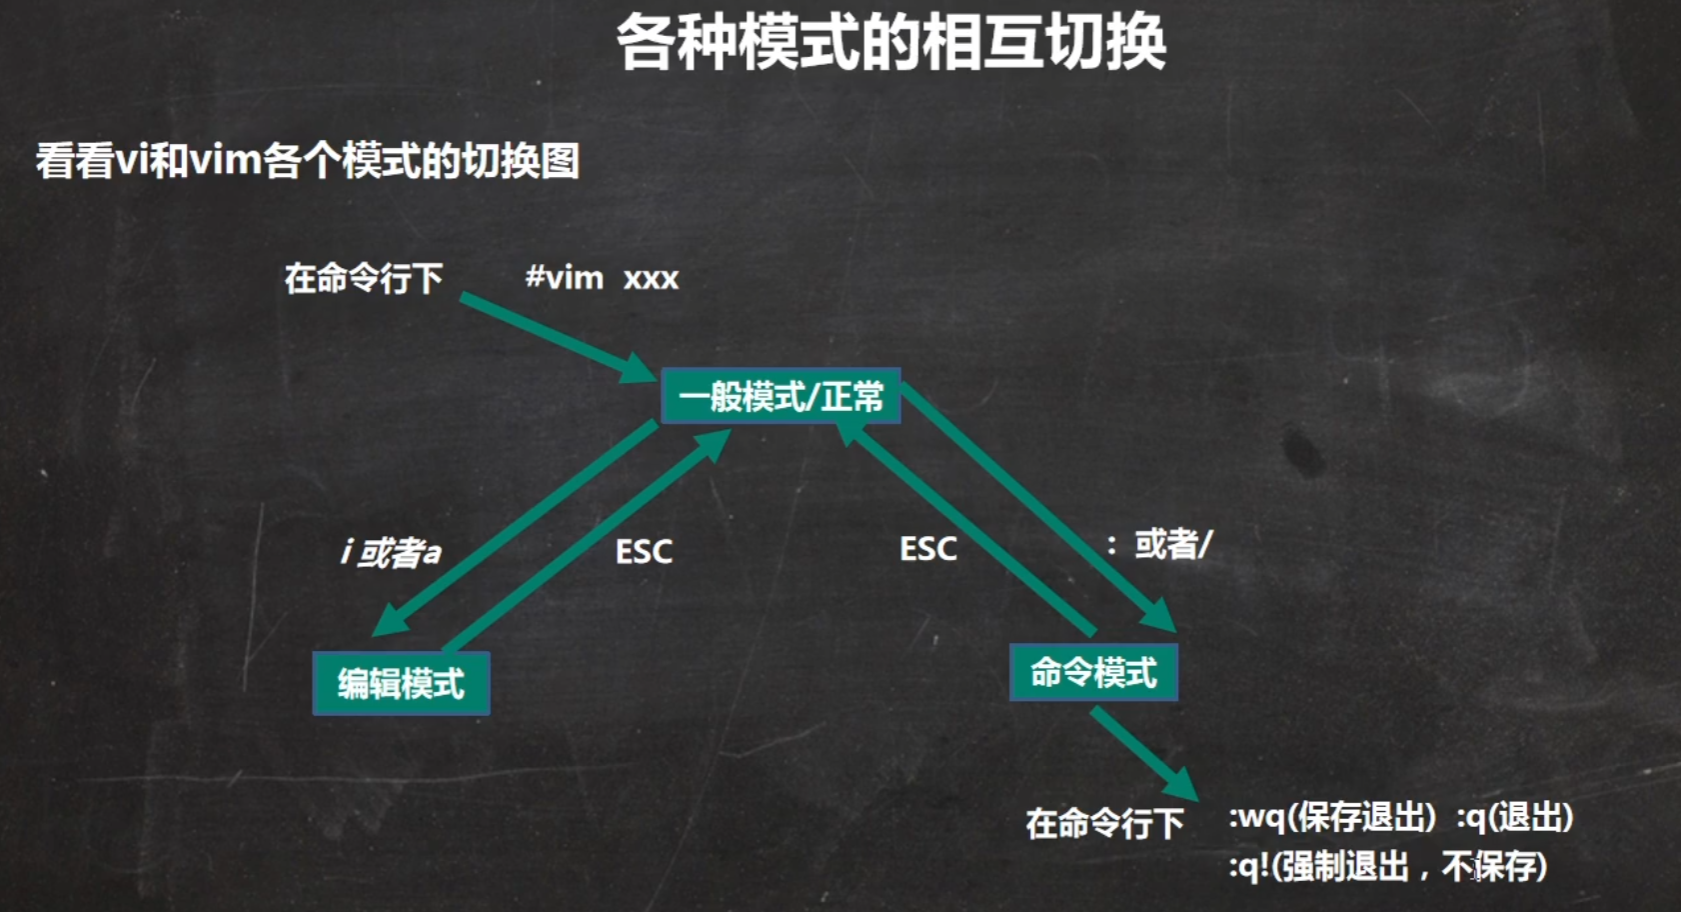 各种模式的相互切换
看看vi和vim各个模式的切换图
在命令行下 #vim xxx
一般模式/正常
i 或者a
ESC
ESC
: 或者/
编辑模式
命令模式
在命令行下
:wq(保存退出) :q(退出)
:q!(强制退出，不保存)